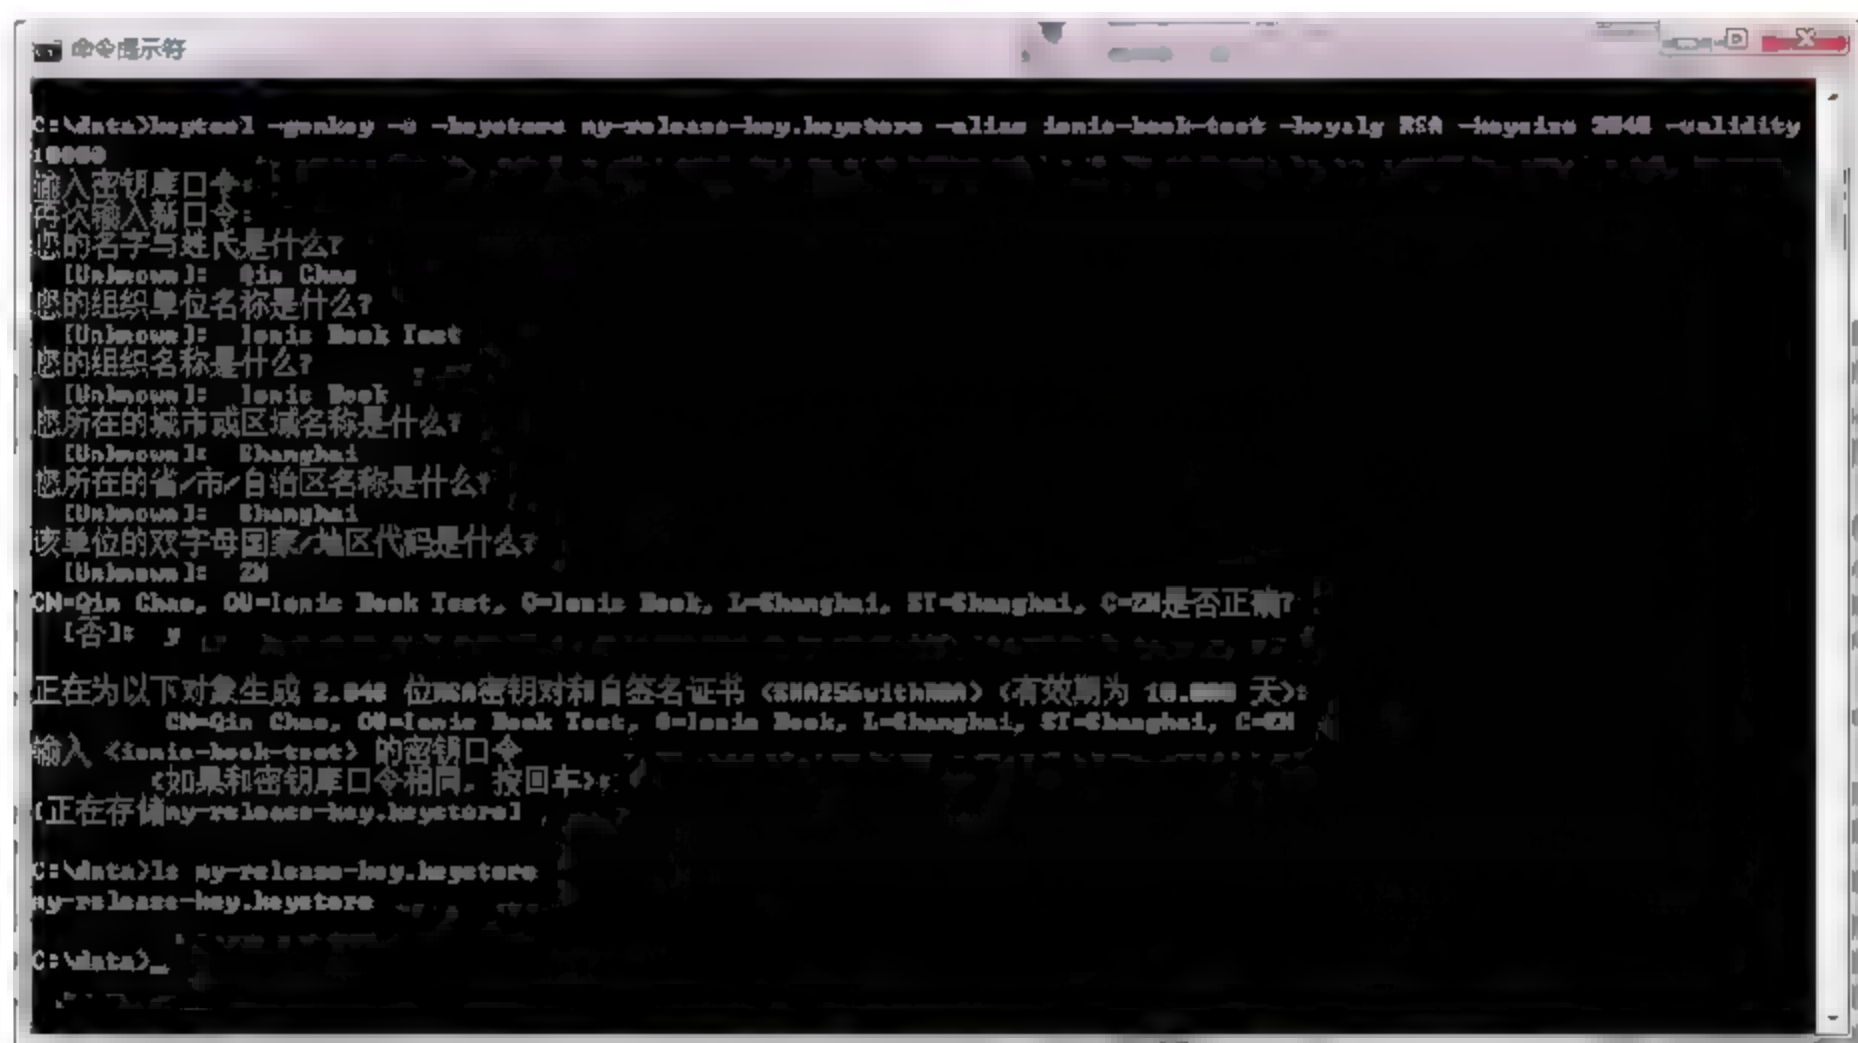 命令提示符
C:\data>keytool -genkey -v -keystore my-release-key.keystore -alias ionic-book-test -keyalg RSA -keysize 2048 -validity
10000
输入密钥库口令:
再次输入新口令:
您的名字与姓氏是什么?
[Unknown]: Qin Chao
您的组织单位名称是什么?
[Unknown]: Ionic Book Test
您的组织名称是什么?
[Unknown]: Ionic Book
您所在的城市或区域名称是什么?
[Unknown]: Shanghai
您所在的省/市/自治区名称是什么?
[Unknown]: Shanghai
该单位的双字母国家/地区代码是什么?
[Unknown]: ZN
CN=Qin Chao, OU=Ionic Book Test, O=Ionic Book, L=Shanghai, ST=Shanghai, C=ZN是否正确?
[否]: y
正在为以下对象生成 2,048 位RSA密钥对和自签名证书 (SHA256withRSA) (有效期为 10,000 天):
CN=Qin Chao, OU=Ionic Book Test, O=Ionic Book, L=Shanghai, ST=Shanghai, C=ZN
输入 <ionic-book-test> 的密钥口令
(如果和密钥库口令相同, 按回车):
[正在存储my-release-key.keystore]
C:\data>ls my-release-key.keystore
my-release-key.keystore
C:\data>_